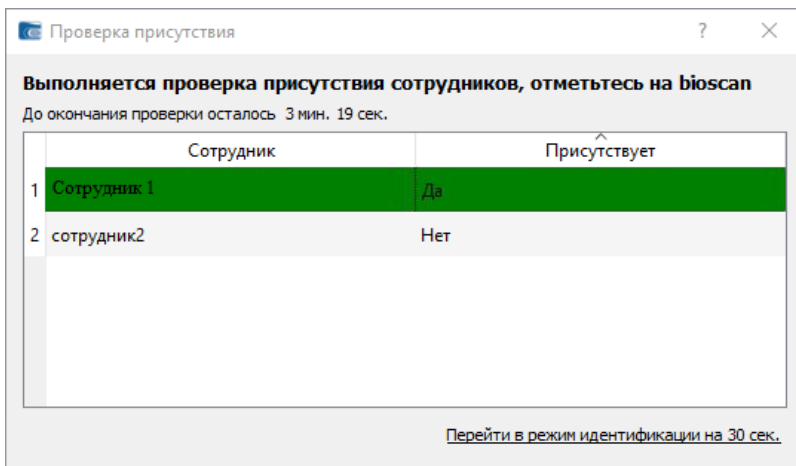 Проверка присутствия ?
Выполняется проверка присутствия сотрудников, отметьтесь на bioscan
До окончания проверки осталось 3 мин. 19 сек.
Сотрудник Присутствует
1 Сотрудник 1 Да
2 сотрудник2 Нет
Перейти в режим идентификации на 30 сек.